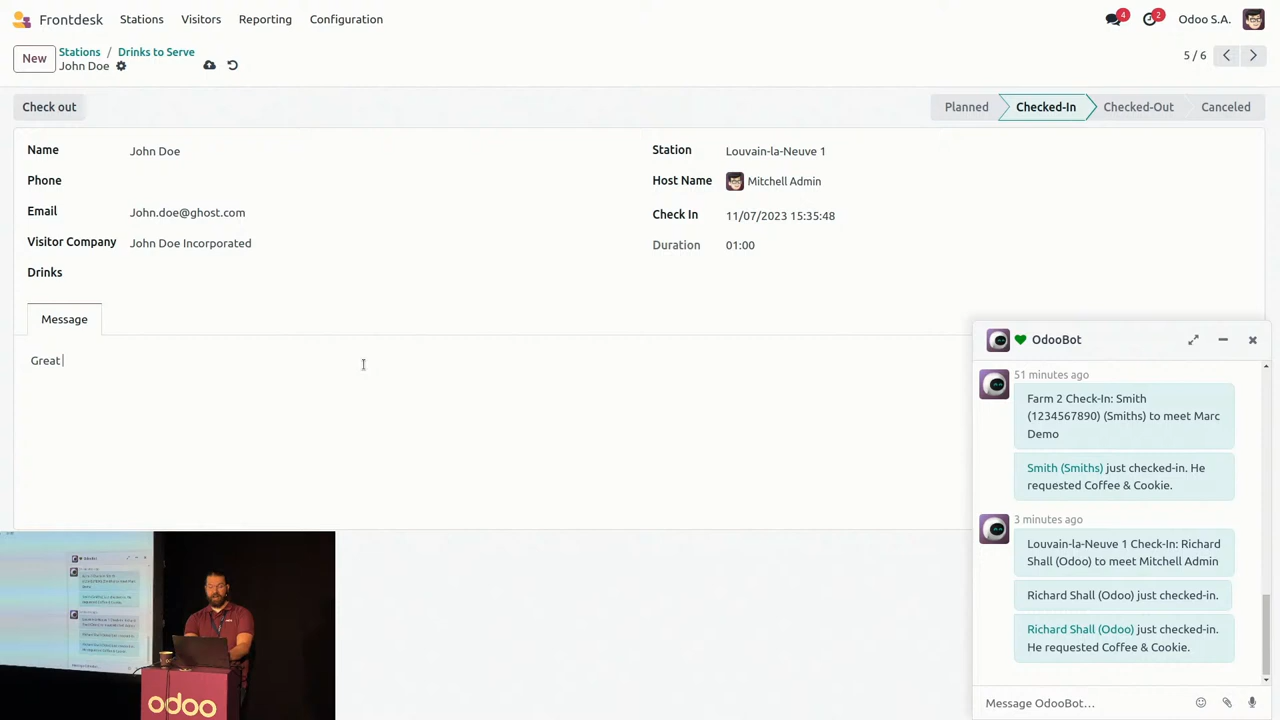 Frontdesk Stations Visitors Reporting Configuration 4 2 Odoo S.A.
New Stations / Drinks to Serve
John Doe
5 / 6
Check out Planned Checked-In Checked-Out Canceled
Name John Doe
Phone
Email John.doe@ghost.com
Visitor Company John Doe Incorporated
Drinks
Station Louvain-la-Neuve 1
Host Name Mitchell Admin
Check In 11/07/2023 15:35:48
Duration 01:00
Message
Great
OdooBot
51 minutes ago
Farm 2 Check-In: Smith
(1234567890) (Smiths) to meet Marc
Demo
Smith (Smiths) just checked-in. He
requested Coffee & Cookie.
3 minutes ago
Louvain-la-Neuve 1 Check-In: Richard
Shall (Odoo) to meet Mitchell Admin
Richard Shall (Odoo) just checked-in.
Richard Shall (Odoo) just checked-in.
He requested Coffee & Cookie.
Message OdooBot...
odoo